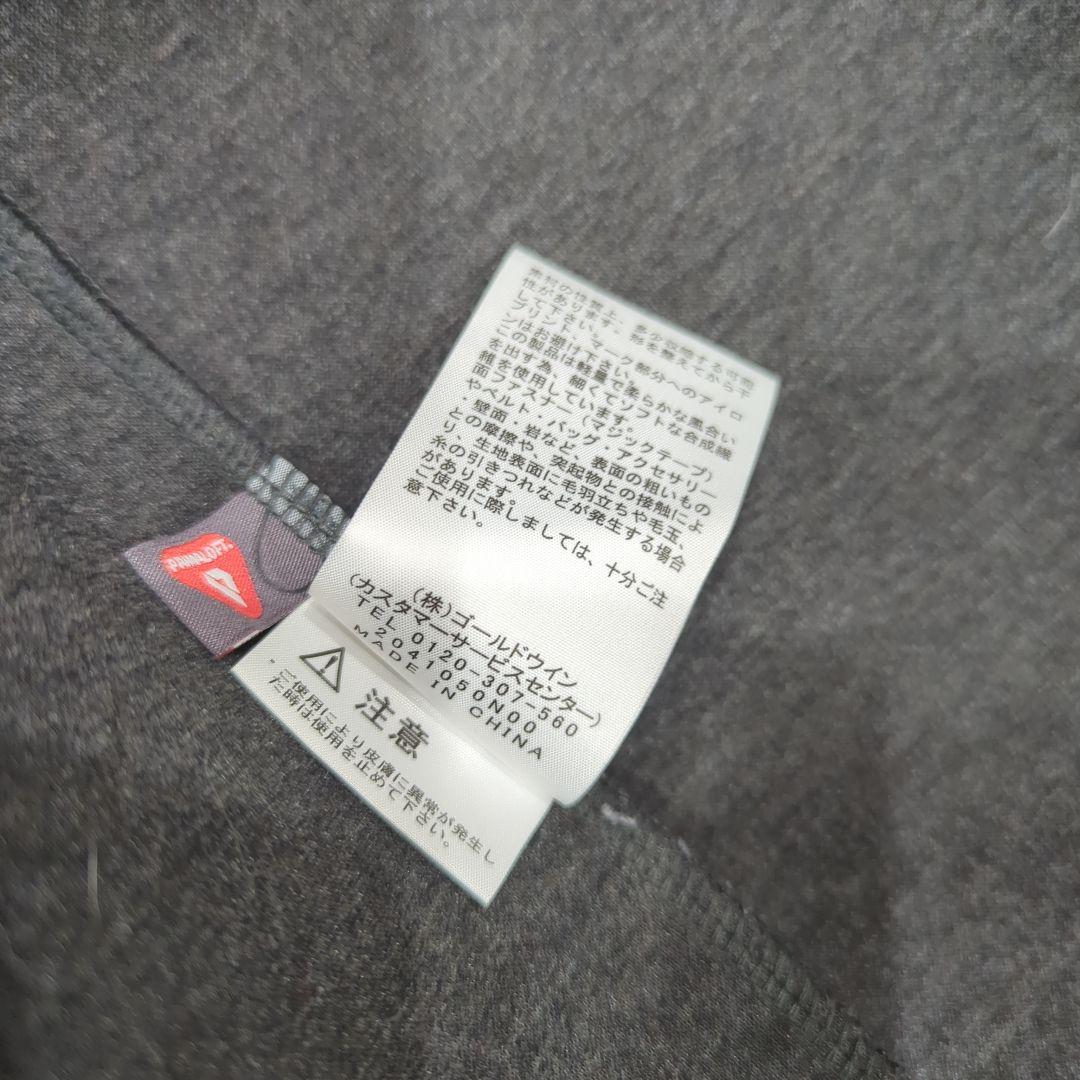 素材の性質上、多少収縮する可能
性があります。形を整えてから干
して下さい。
プリント、マーク部分へのアイロ
ンはお避け下さい。
この製品は軽量で柔らかな風合い
を出す為、細くてソフトな合成繊
維を使用しています。
面ファスナー(マジックテープ)
やベルト・バッグ・アクセサリー
・壁面・岩など、表面の粗いもの
との摩擦や、突起物との接触によ
り、生地表面に毛羽立ちや毛玉、
糸の引きつれなどが発生する場合
があります。
ご使用に際しましては、十分ご注
意下さい。
(株)ゴールドウイン
(カスタマーサービスセンター)
TEL 0120-307-560
2041050N00
MADE IN CHINA
PRIMALOFT
注意
ご使用により皮膚に異常が発生し
た時は使用を止めて下さい。